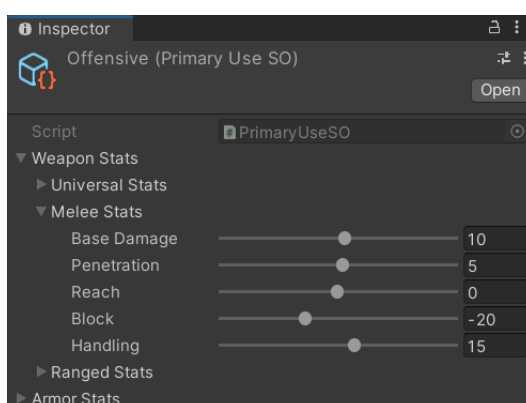 Inspector
Offensive (Primary Use SO)
Open
Script PrimaryUseSO
Weapon Stats
Universal Stats
Melee Stats
Base Damage 10
Penetration 5
Reach 0
Block -20
Handling 15
Ranged Stats
Armor Stats